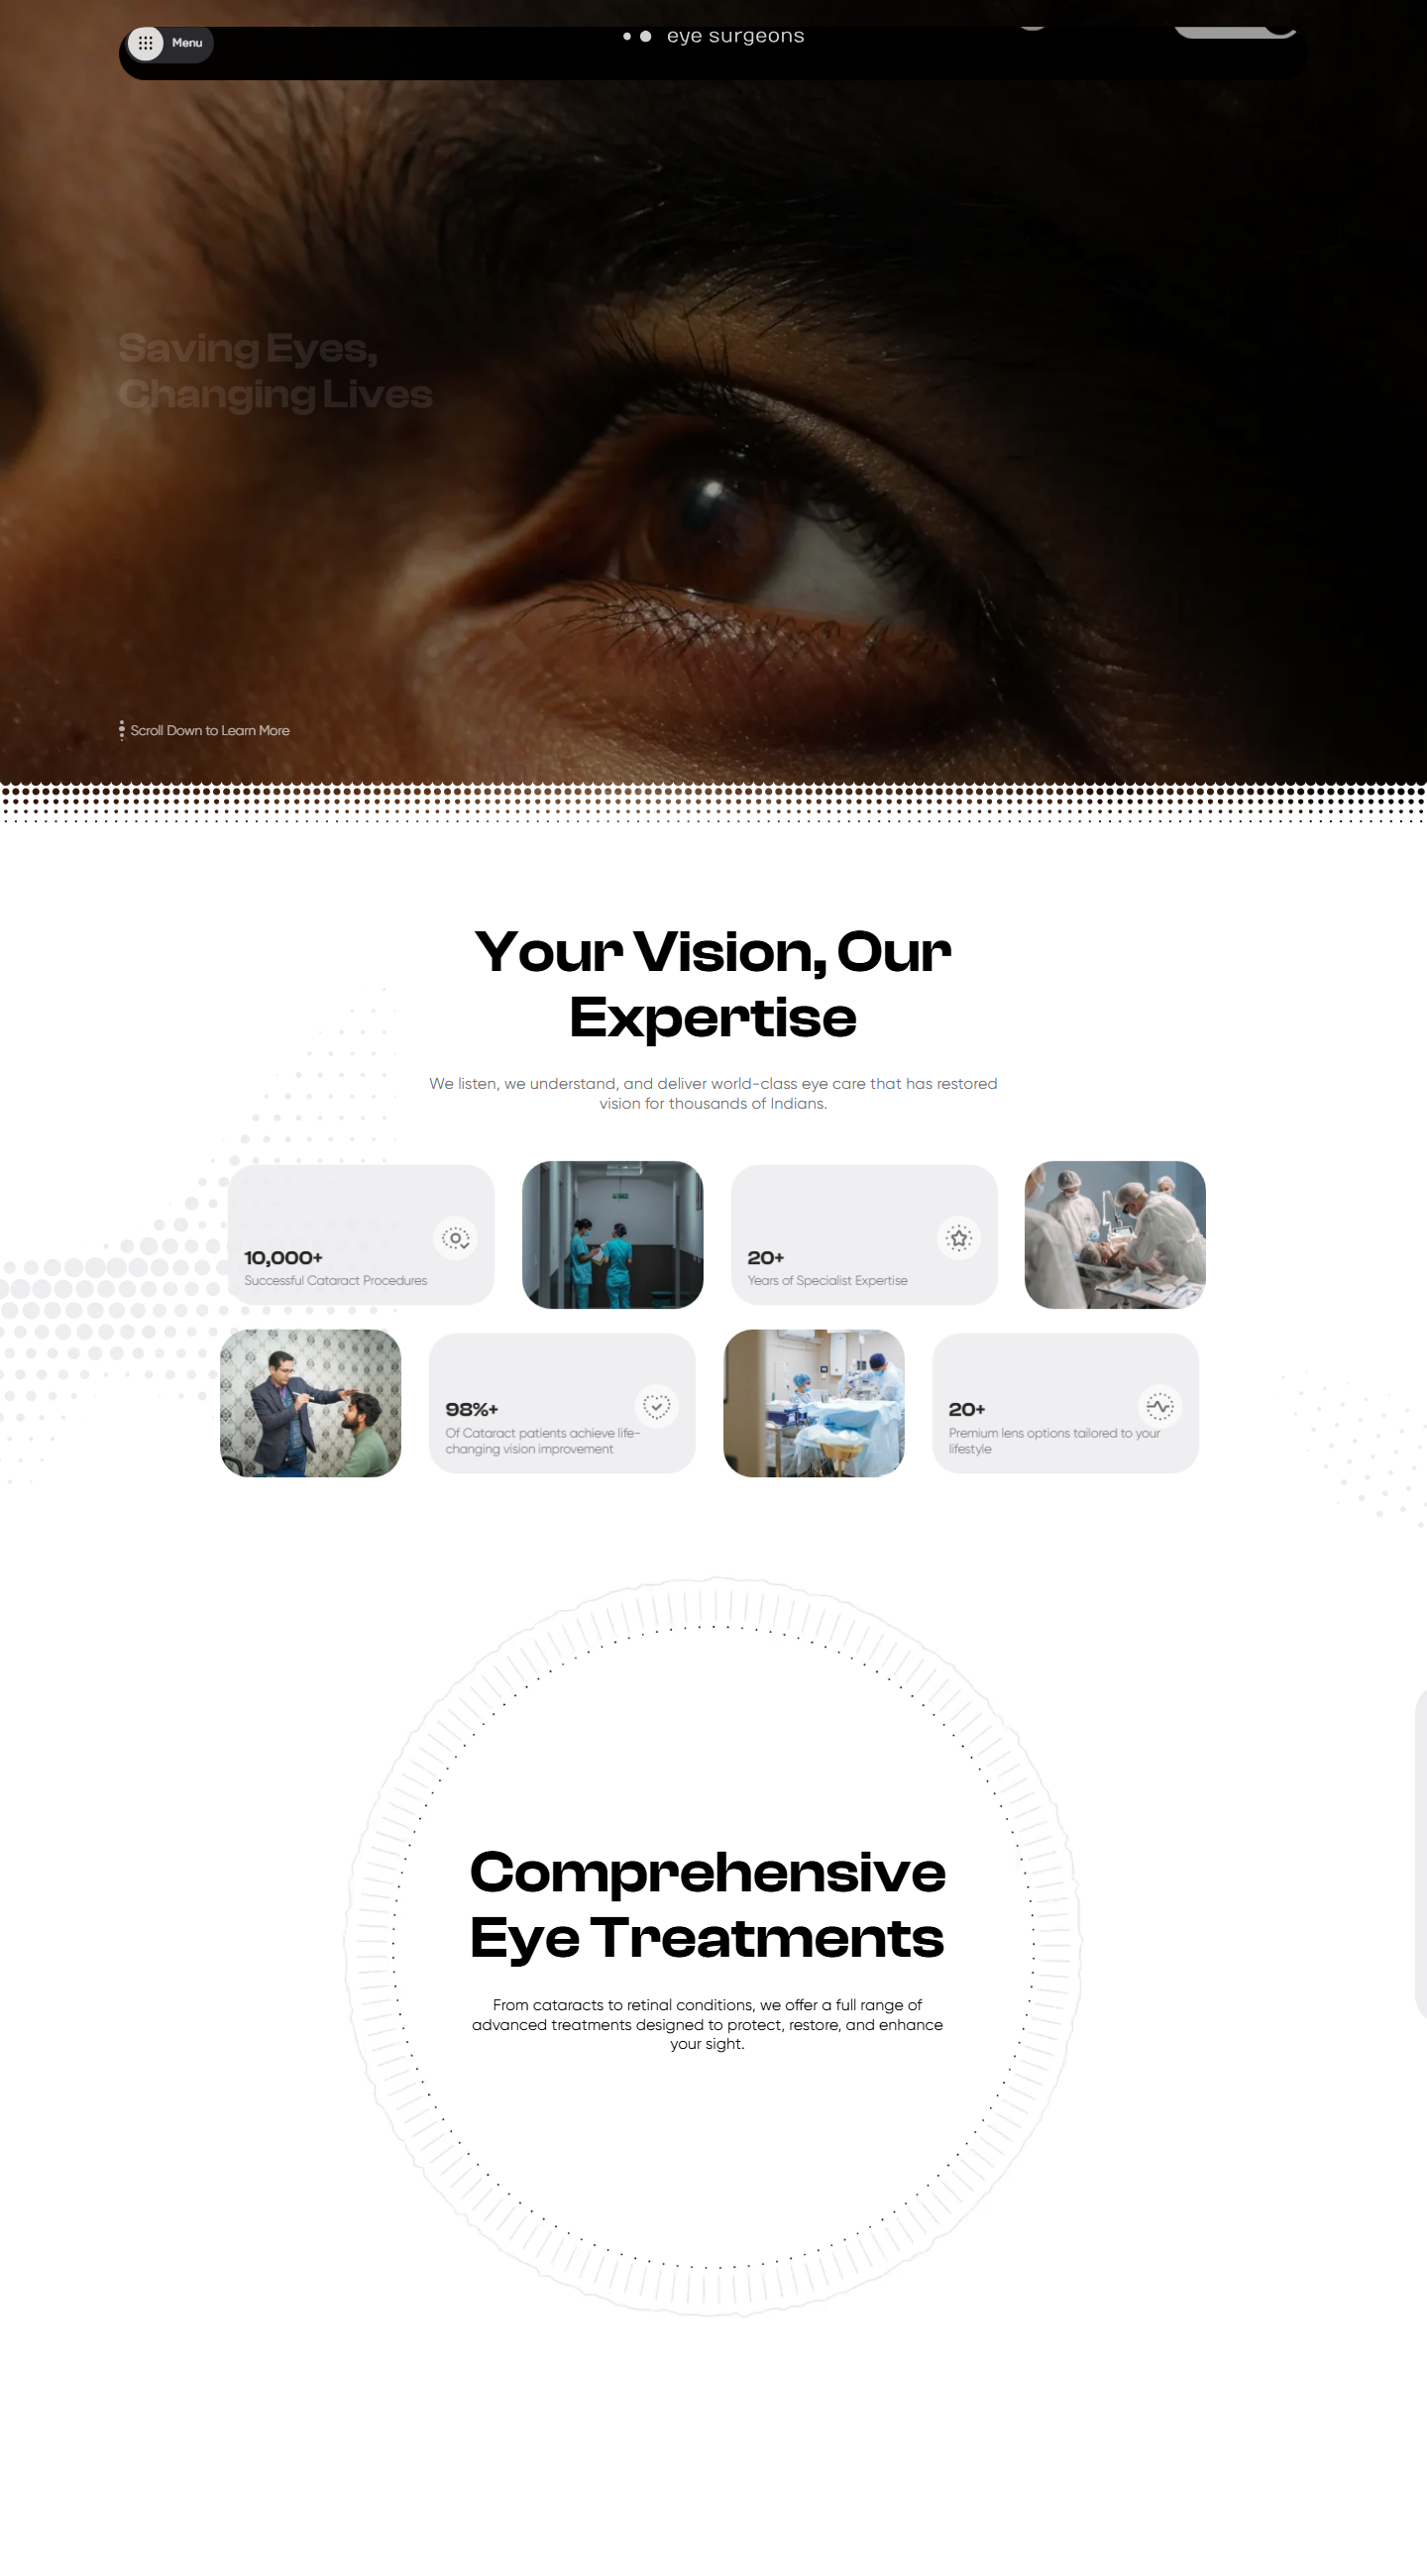 Menu
eye surgeons
Saving Eyes,
Changing Lives
Scroll Down to Learn More
Your Vision, Our
Expertise
We listen, we understand, and deliver world-class eye care that has restored
vision for thousands of Indians.
10,000+
Successful Cataract Procedures
20+
Years of Specialist Expertise
98%+
Of Cataract patients achieve life-
changing vision improvement
20+
Premium lens options tailored to your
lifestyle
Comprehensive
Eye Treatments
From cataracts to retinal conditions, we offer a full range of
advanced treatments designed to protect, restore, and enhance
your sight.